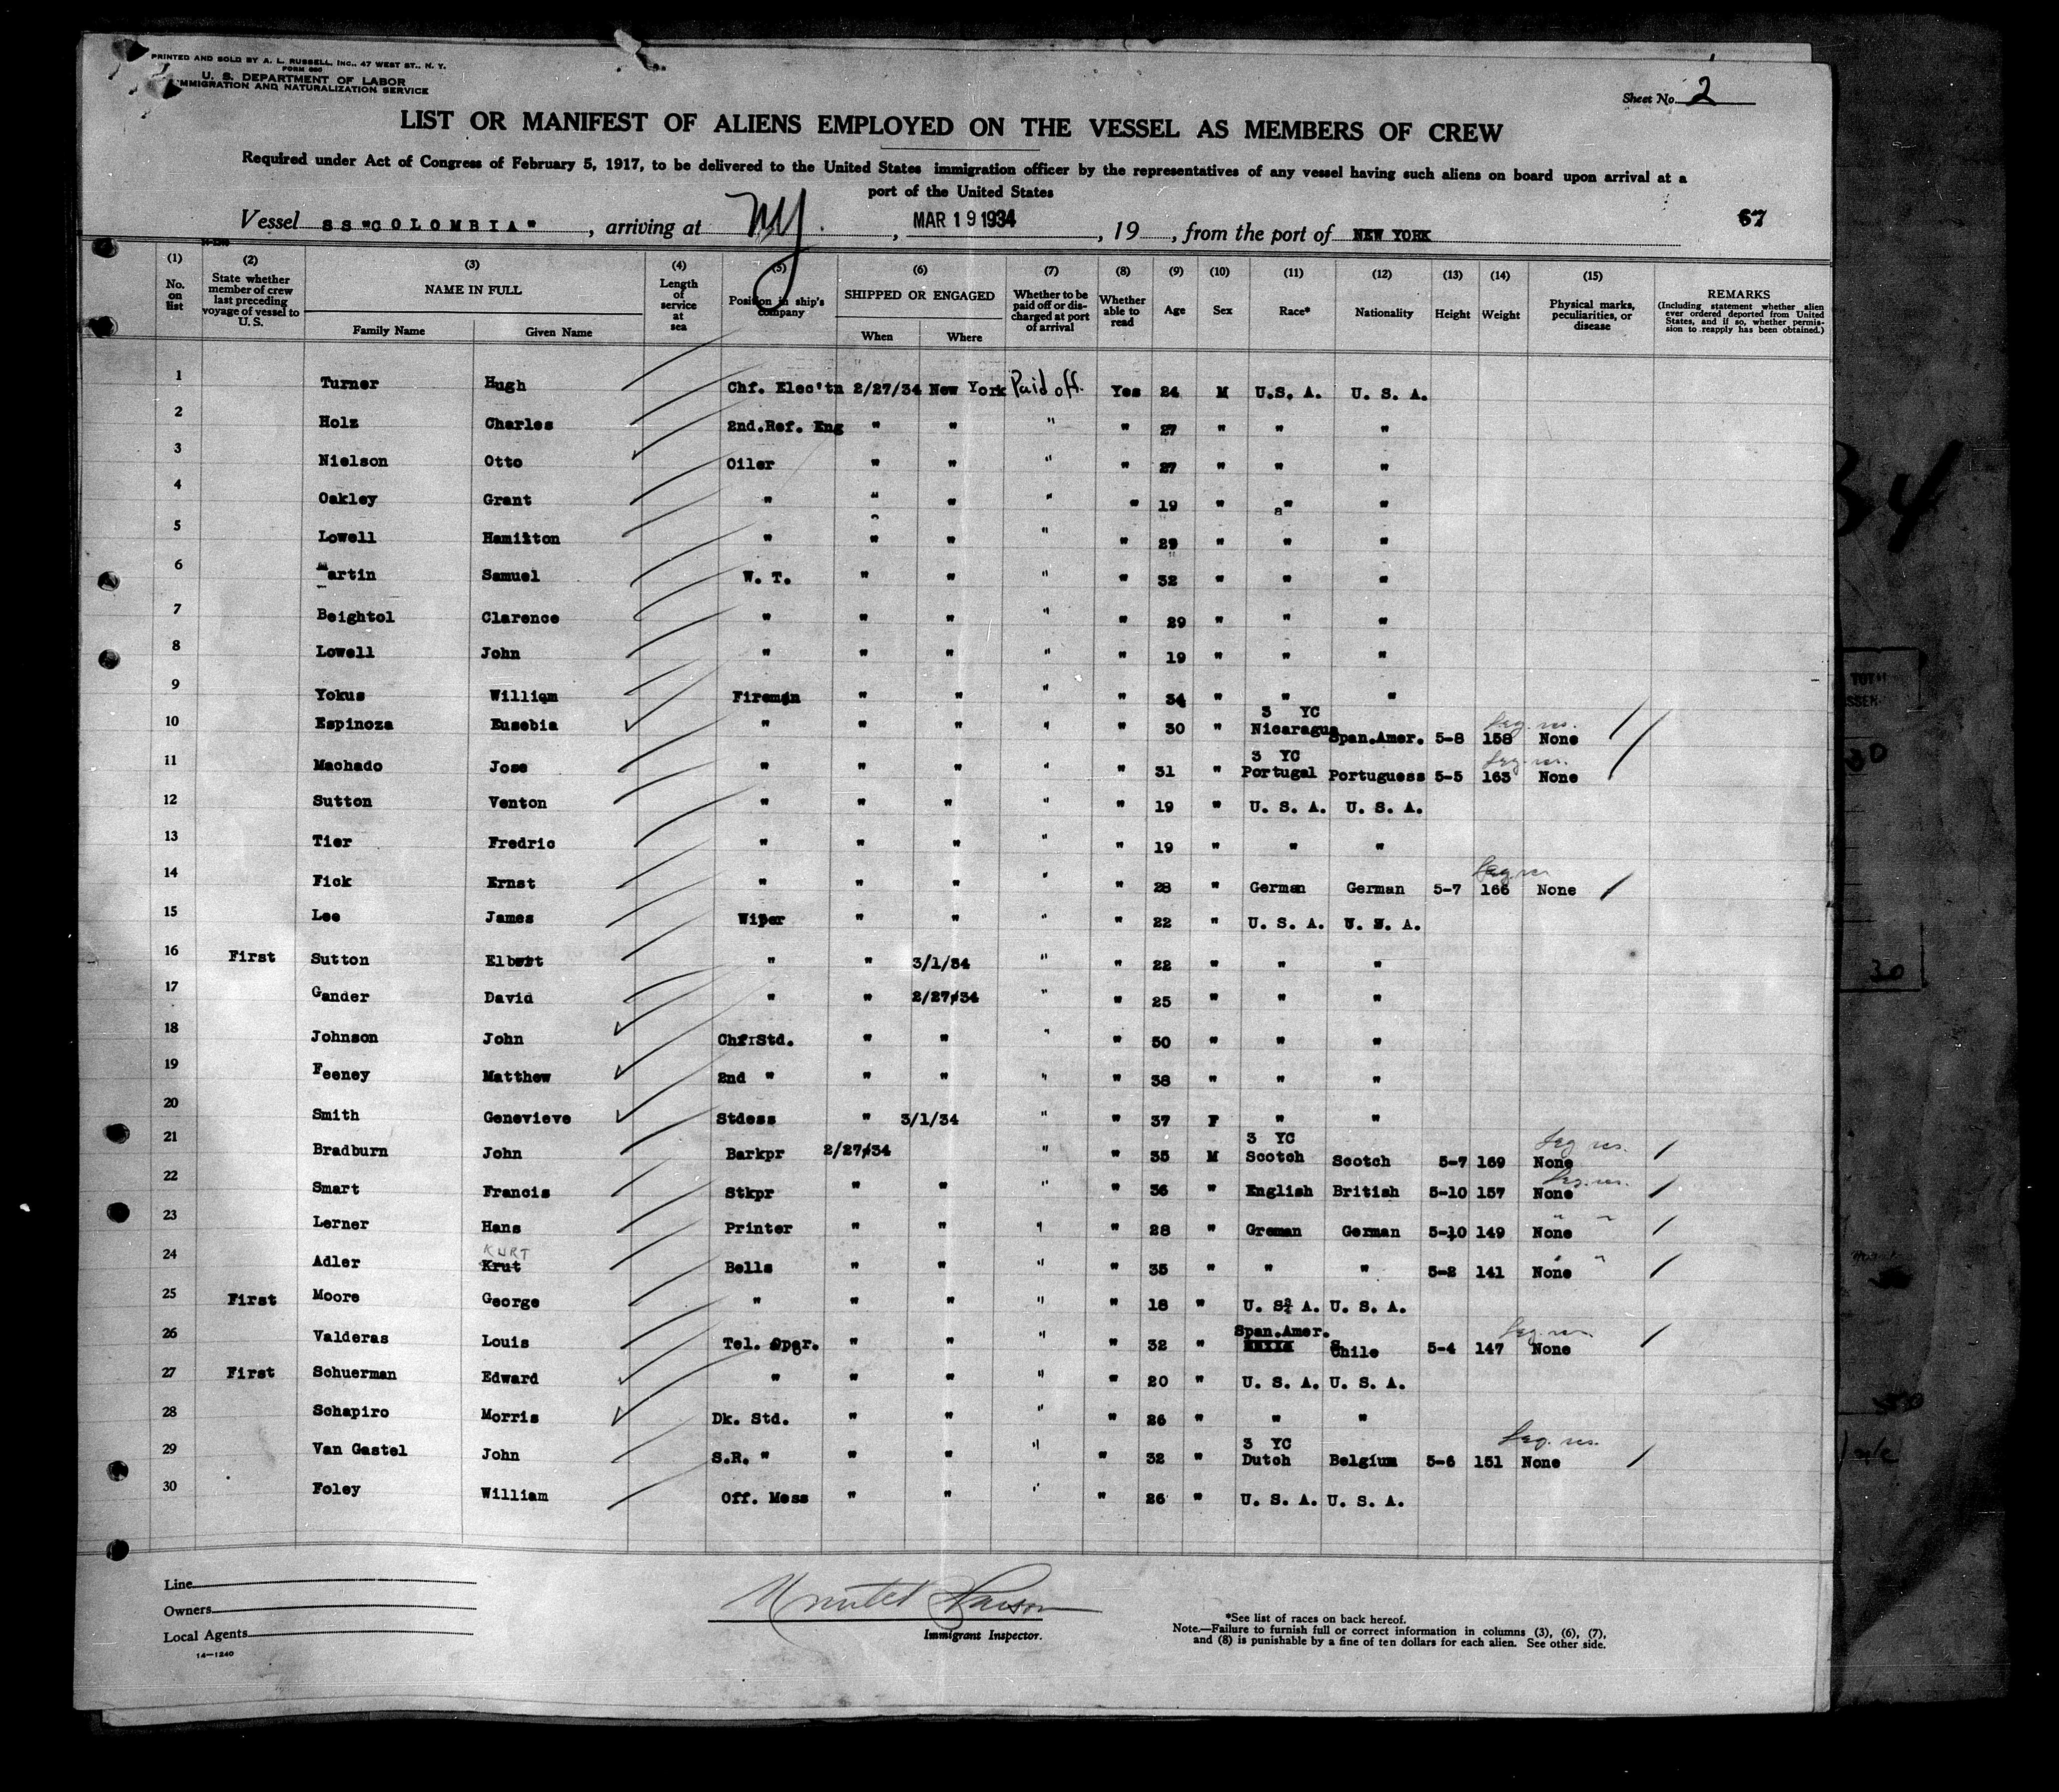 PRINTED AND SOLD BY A. L. RUSSELL, INC., 47 WEST ST., N. Y.
FORM 680
U. S. DEPARTMENT OF LABOR
IMMIGRATION AND NATURALIZATION SERVICE
Sheet No. 2
LIST OR MANIFEST OF ALIENS EMPLOYED ON THE VESSEL AS MEMBERS OF CREW
Required under Act of Congress of February 5, 1917, to be delivered to the United States immigration officer by the representatives of any vessel having such aliens on board upon arrival at a
port of the United States
Vessel SS "COLOMBIA", arriving at NY., MAR 19 1934, 19, from the port of NEW YORK 67
(1) (2) (3) (4) (5) (6) (7) (8) (9) (10) (11) (12) (13) (14) (15)
No. on list State whether member of crew last preceding voyage of vessel to U. S. NAME IN FULL Family Name Given Name Length of service at sea Position in ship's company SHIPPED OR ENGAGED When Where Whether to be paid off or discharged at port of arrival Whether able to read Age Sex Race* Nationality Height Weight Physical marks, peculiarities, or disease REMARKS (Including statement whether alien ever ordered deported from United States, and if so, whether permission to reapply has been obtained.)
1 Turner Hugh Chf. Elec'tn 2/27/34 New York Paid off. Yes 24 M U.S. A. U. S. A.
2 Holz Charles 2nd.Ref. Eng " " " " 27 " " "
3 Nielson Otto Oiler " " " " 27 " " "
4 Oakley Grant " " " " " 19 " " "
5 Lowell Hamilton " " " " " 29 " " "
6 Martin Samuel W. T. " " " " 32 " " "
7 Beightol Clarence " " " " " 29 " " "
8 Lowell John " " " " " 19 " " "
9 Yokus William Fireman " " " " 34 " " "
3 YC
10 Espinoza Eusebia " " " " " 30 " Nicaragua Span.Amer. 5-8 158 None
3 YC
11 Machado Jose " " " " " 31 " Portugal Portuguess 5-5 163 None
12 Sutton Venton " " " " " 19 " U. S. A. U. S. A.
13 Tier Fredric " " " " " 19 " " "
14 Fick Ernst " " " " " 28 " German German 5-7 166 None
15 Lee James Wiper " " " " 22 " U. S. A. U. S. A.
16 First Sutton Elbert " " 3/1/34 " " 22 " " "
17 Gander David " " 2/27/34 " " 25 " " "
18 Johnson John Chf.Std. " " " " 50 " " "
19 Feeney Matthew 2nd " " " " " 38 " " "
20 Smith Genevieve Stdess " 3/1/34 " " 37 F " "
3 YC
21 Bradburn John Barkpr 2/27/34 " " 35 M Scotch Scotch 5-7 169 None
22 Smart Francis Stkpr " " " " 36 " English British 5-10 157 None
23 Lerner Hans Printer " " " " 28 " Greman German 5-10 149 None " "
KURT
24 Adler Krut Bells " " " " 35 " " " 5-2 141 None " "
25 First Moore George " " " " " 18 " U. S. A. U. S. A.
Span.Amer.
26 Valderas Louis Tel. Oper. " " " " 32 " Chile 5-4 147 None
27 First Schuerman Edward " " " " " 20 " U. S. A. U. S. A.
28 Schapiro Morris Dk. Std. " " " " 26 " " "
3 YC
29 Van Gastel John S.R. " " " " " 32 " Dutch Belgium 5-6 151 None
30 Foley William Off. Mess " " " " 26 " U. S. A. U. S. A.
Line
Owners
Local Agents
14-1240
Immigrant Inspector.
*See list of races on back hereof.
Note.—Failure to furnish full or correct information in columns (3), (6), (7),
and (8) is punishable by a fine of ten dollars for each alien. See other side.
34
30
30